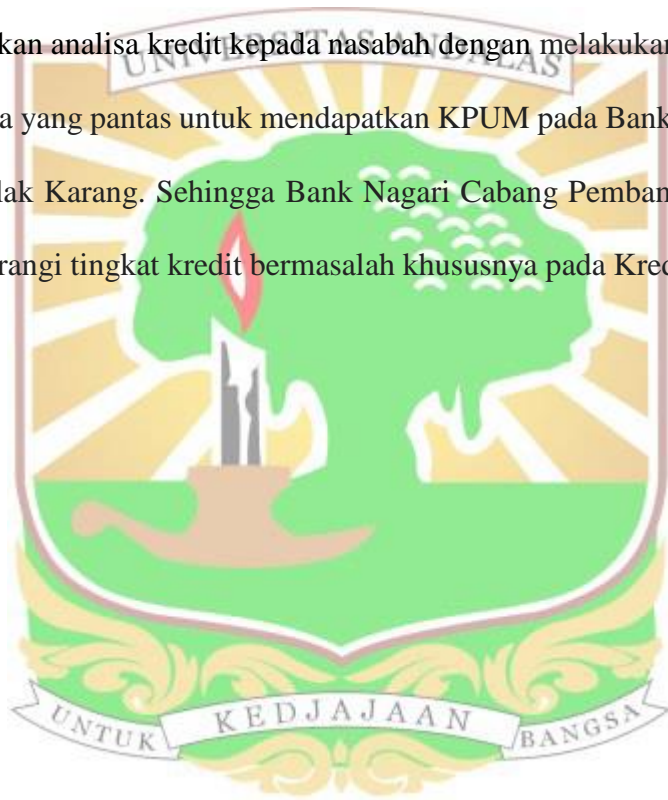 kan analisa kredit kepada nasabah dengan melakukan
UNIVERSITAS ANDALAS
a yang pantas untuk mendapatkan KPUM pada Bank
lak Karang. Sehingga Bank Nagari Cabang Pemban
rangi tingkat kredit bermasalah khususnya pada Kred
UNTUK KEDJAJAAN BANGSA